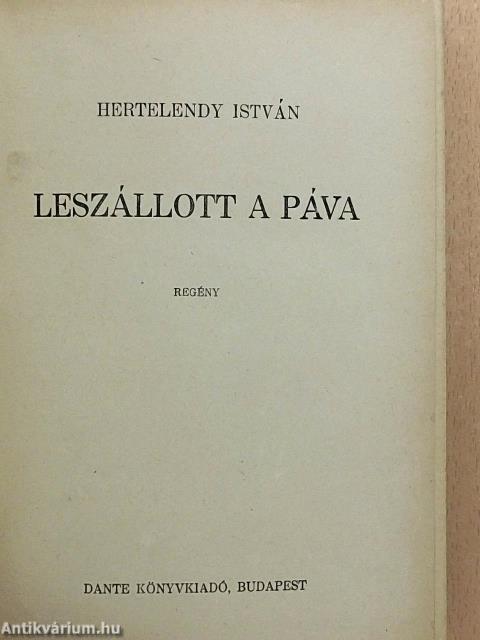 HERTELENDY ISTVÁN
LESZÁLLOTT A PÁVA
REGÉNY
DANTE KÖNYVKIADÓ, BUDAPEST
Antikvárium.hu